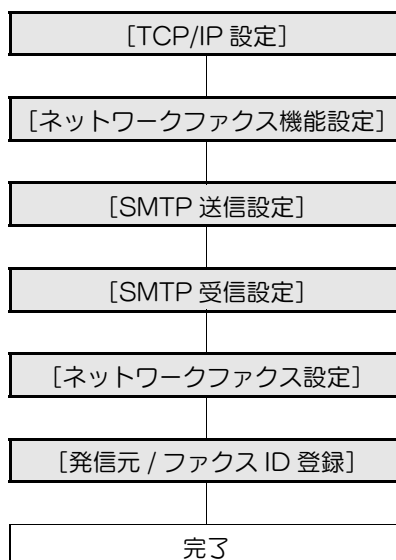 [TCP/IP 設定]
[ネットワークファクス機能設定]
[SMTP 送信設定]
[SMTP 受信設定]
[ネットワークファクス設定]
[発信元 / ファクス ID 登録]
完了